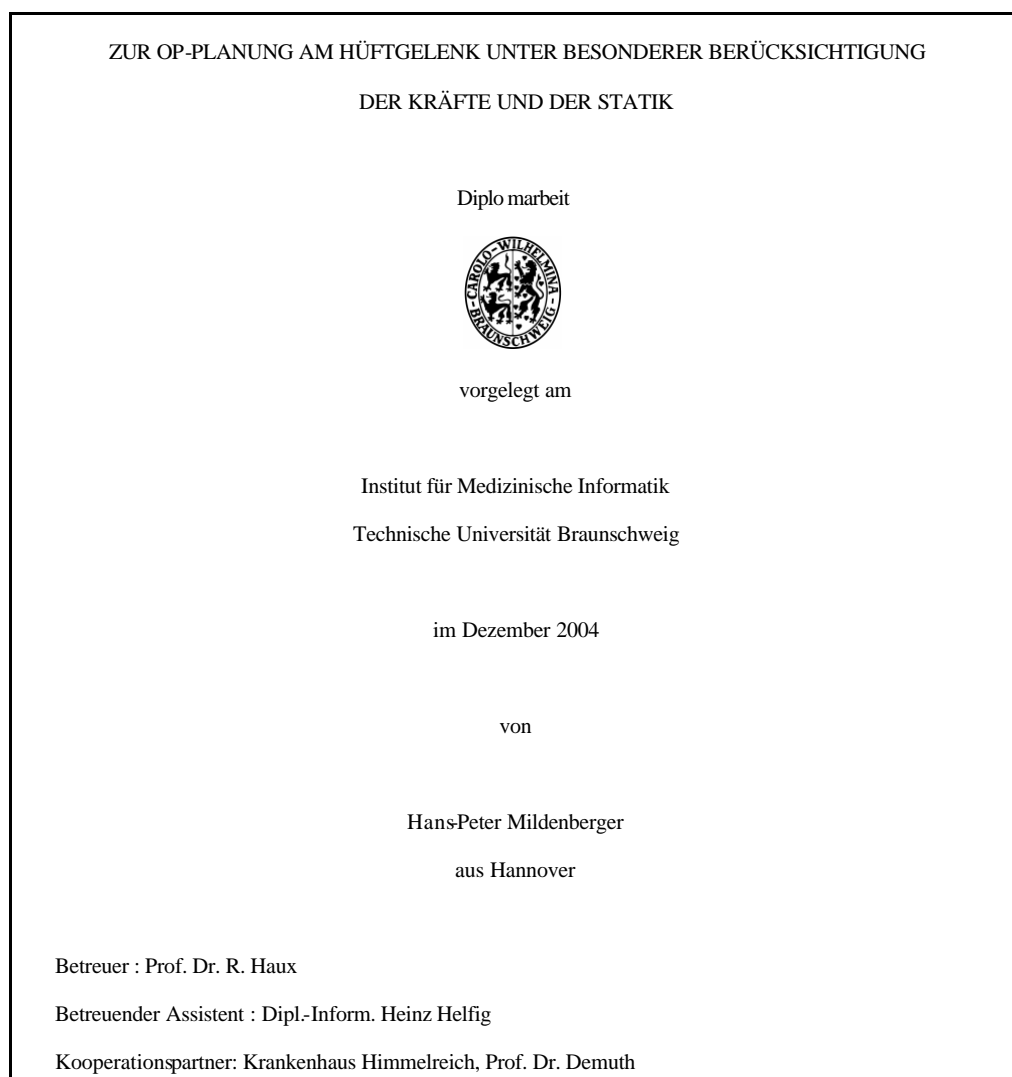 ZUR OP-PLANUNG AM HÜFTGELENK UNTER BESONDERER BERÜCKSICHTIGUNG
DER KRÄFTE UND DER STATIK
Diplomarbeit
CAROLO-WILHELMINA
BRAUNSCHWEIG
vorgelegt am
Institut für Medizinische Informatik
Technische Universität Braunschweig
im Dezember 2004
von
Hans-Peter Mildenberger
aus Hannover
Betreuer : Prof. Dr. R. Haux
Betreuender Assistent : Dipl.-Inform. Heinz Helfig
Kooperationspartner: Krankenhaus Himmelreich, Prof. Dr. Demuth